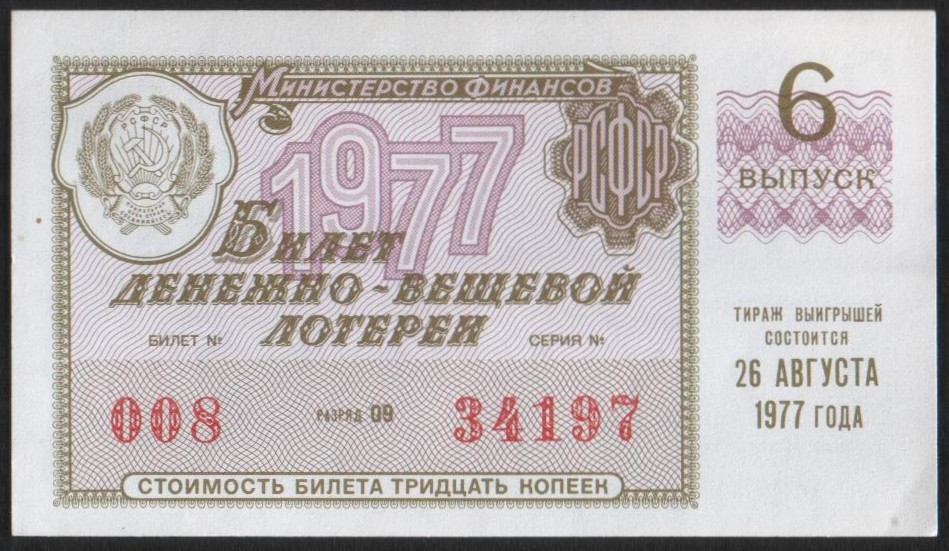 Министерство финансов
РСФСР
РСФСР
1977
Билет
денежно-вещевой
лотереи
БИЛЕТ №
СЕРИЯ №
008
РАЗРЯД 09
34197
СТОИМОСТЬ БИЛЕТА ТРИДЦАТЬ КОПЕЕК
6
ВЫПУСК
ТИРАЖ ВЫИГРЫШЕЙ
СОСТОИТСЯ
26 АВГУСТА
1977 ГОДА